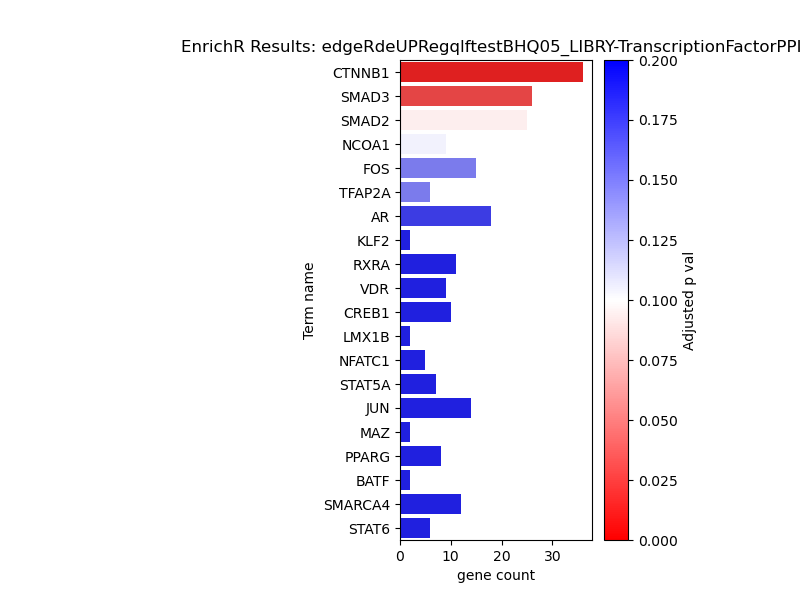 EnrichR Results: edgeRdeUPRegqlftestBHQ05_LIBRY-TranscriptionFactorPPI
CTNNB1
SMAD3
SMAD2
NCOA1
FOS
TFAP2A
AR
KLF2
RXRA
VDR
CREB1
LMX1B
NFATC1
STAT5A
JUN
MAZ
PPARG
BATF
SMARCA4
STAT6
Term name
0
10
20
30
gene count
0.200
0.175
0.150
0.125
0.100
0.075
0.050
0.025
0.000
Adjusted p val